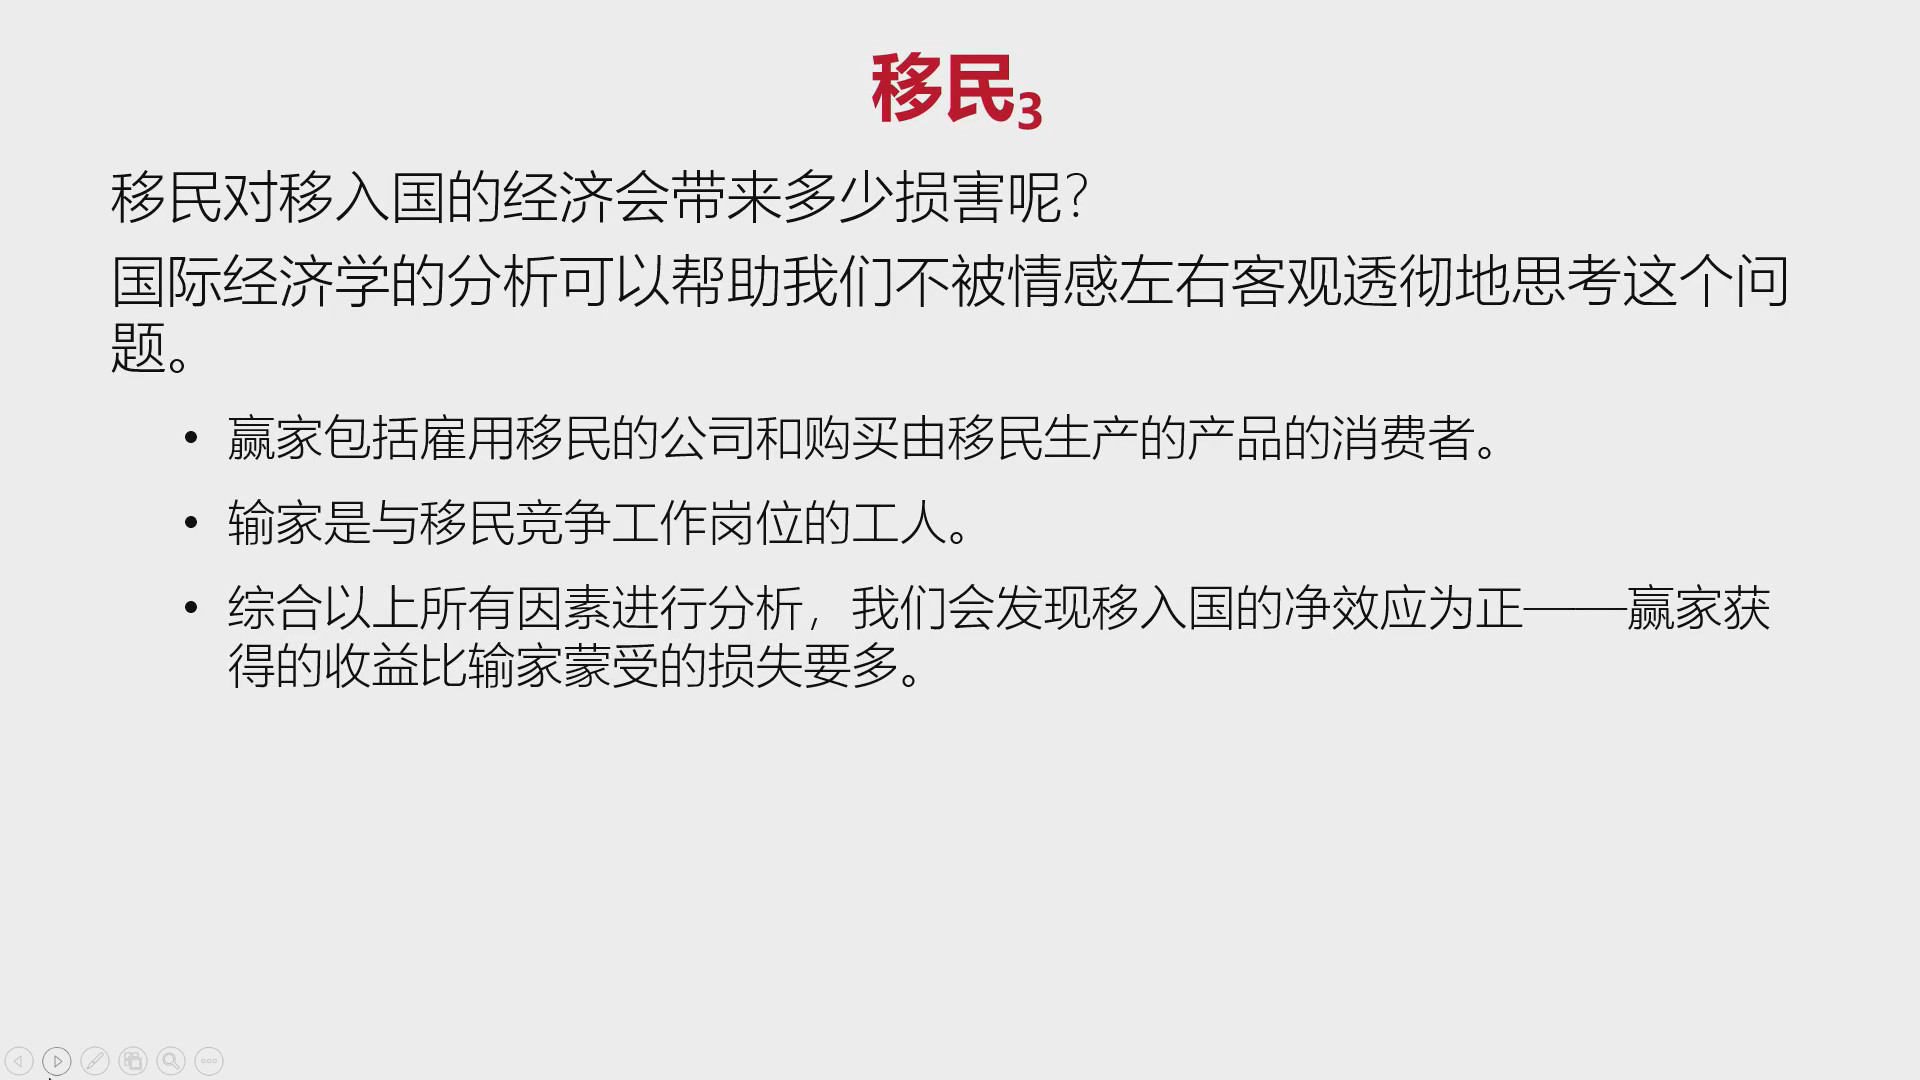 移民3
移民对移入国的经济会带来多少损害呢？
国际经济学的分析可以帮助我们不被情感左右客观透彻地思考这个问
题。
• 赢家包括雇用移民的公司和购买由移民生产的产品的消费者。
• 输家是与移民竞争工作岗位的工人。
• 综合以上所有因素进行分析，我们会发现移入国的净效应为正——赢家获
得的收益比输家蒙受的损失要多。